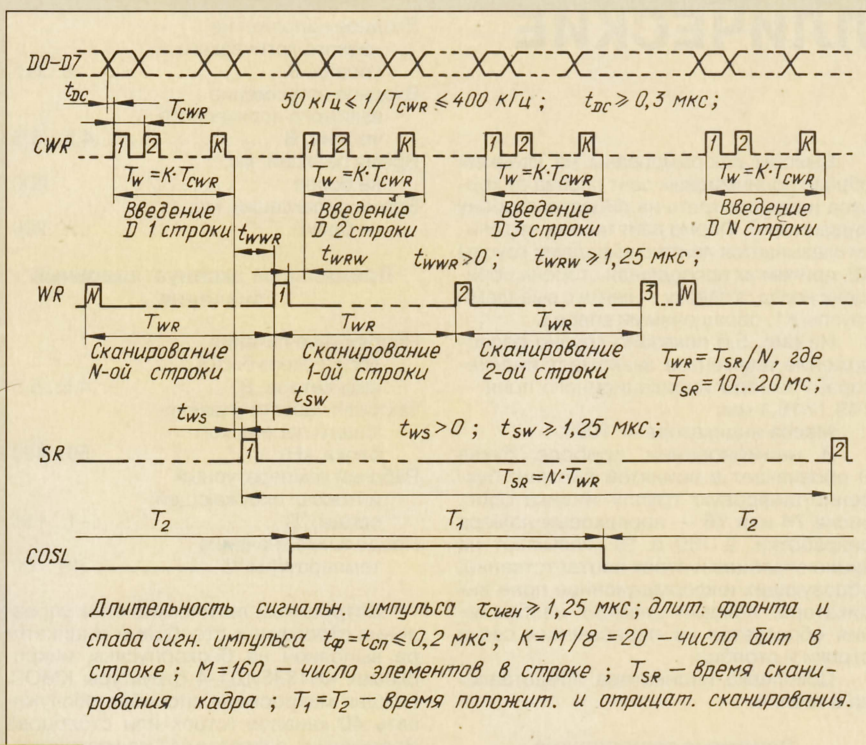 ЛИЧЕСКИЕ
D0–D7
t_DC T_CWR 50 кГц ≤ 1/T_CWR ≤ 400 кГц ; t_DC ⩾ 0,3 мкс ;
CWR 1 2 K 1 2 K 1 2 K 1 2 K
T_W=K·T_CWR T_W=K·T_CWR T_W=K·T_CWR T_W=K·T_CWR
Введение Введение Введение Введение
D 1 строки D 2 строки D 3 строки D N строки
t_WWR t_WRW t_WWR>0 ; t_WRW ⩾ 1,25 мкс ;
WR N 1 2 3 N
T_WR T_WR T_WR
Сканирование Сканирование Сканирование T_WR=T_SR/N, где
N-ой строки 1-ой строки 2-ой строки T_SR=10...20 мс ;
t_WS t_SW t_WS>0 ; t_SW ⩾ 1,25 мкс ;
SR 1 2
T_SR=N·T_WR
T_2 T_1 T_2
COSL
Длительность сигнальн. импульса τ_сигн ⩾ 1,25 мкс ; длит. фронта и
спада сигн. импульса t_ф=t_сп ≤ 0,2 мкс ; K=M/8=20 – число бит в
строке ; M=160 – число элементов в строке ; T_SR – время скани-
рования кадра ; T_1=T_2 – время положит. и отрицат. сканирования.